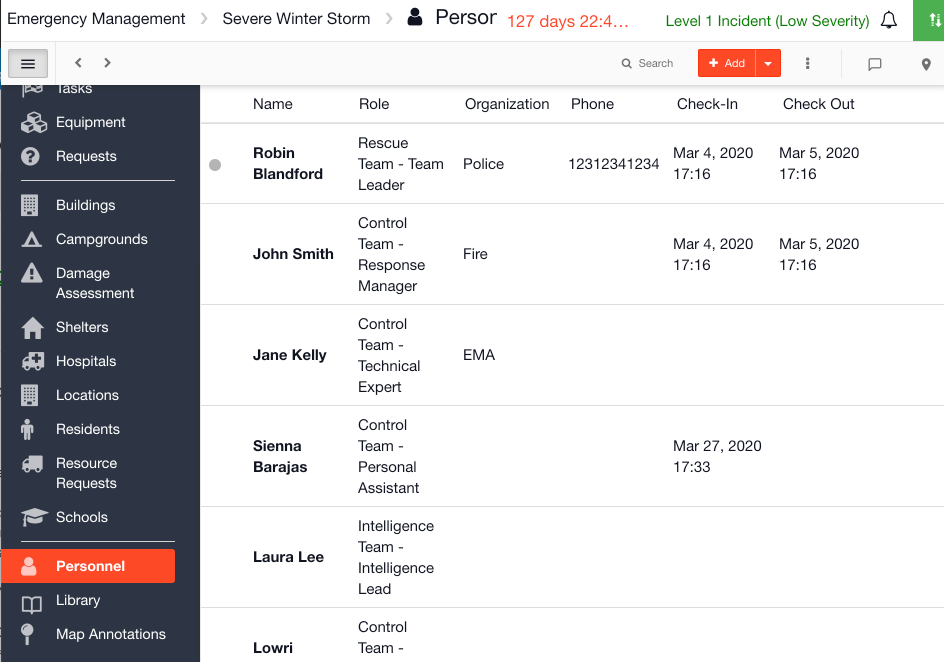 Emergency Management
Severe Winter Storm
Person
127 days 22:4…
Level 1 Incident (Low Severity)
Search
+ Add
Tasks
Equipment
Requests
Buildings
Campgrounds
Damage
Assessment
Shelters
Hospitals
Locations
Residents
Resource
Requests
Schools
Personnel
Library
Map Annotations
Name Role Organization Phone Check-In Check Out
Robin
Blandford
Rescue
Team - Team
Leader
Police
12312341234
Mar 4, 2020
17:16
Mar 5, 2020
17:16
John Smith
Control
Team -
Response
Manager
Fire
Mar 4, 2020
17:16
Mar 5, 2020
17:16
Jane Kelly
Control
Team -
Technical
Expert
EMA
Sienna
Barajas
Control
Team -
Personal
Assistant
Mar 27, 2020
17:33
Laura Lee
Intelligence
Team -
Intelligence
Lead
Lowri
Control
Team -